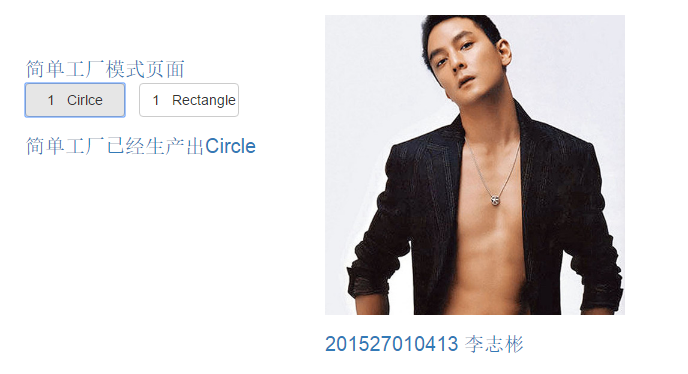 简单工厂模式页面
1 Cirlce 1 Rectangle
简单工厂已经生产出Circle
201527010413 李志彬